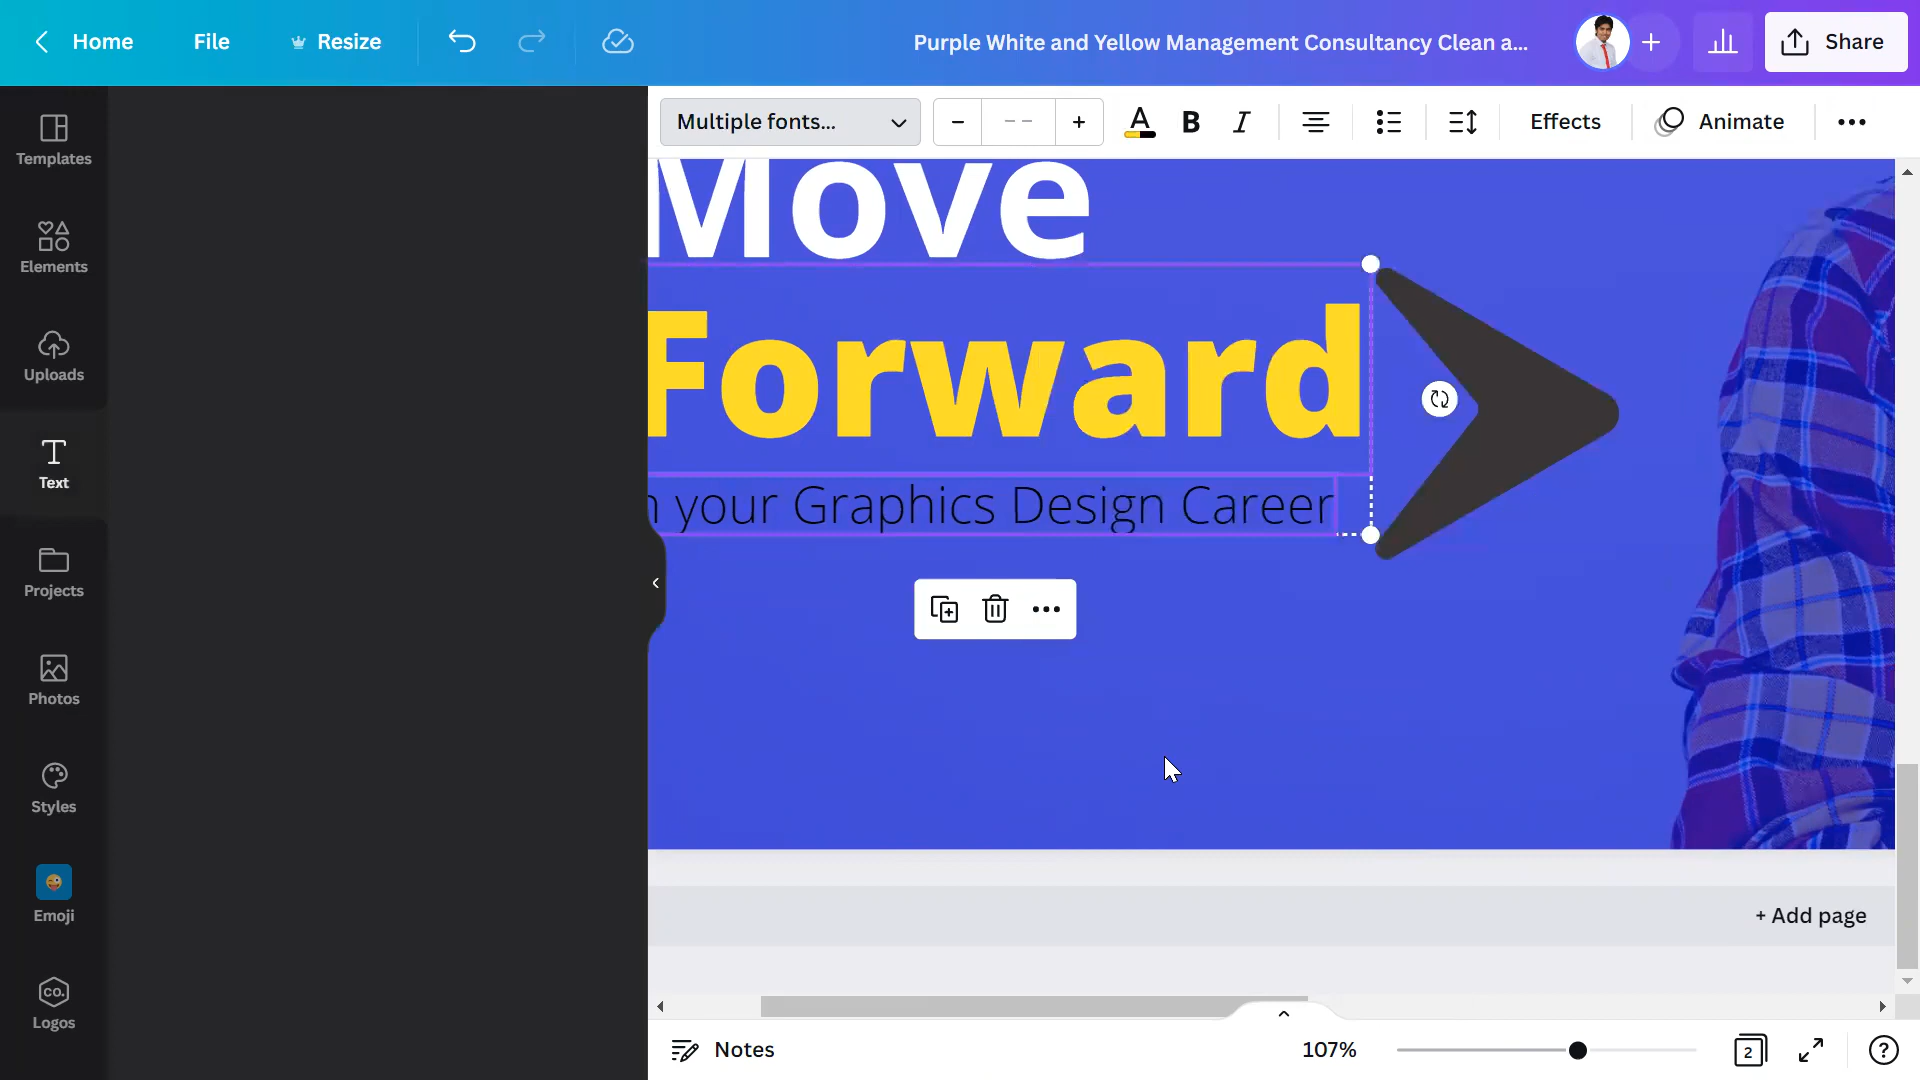 Home
File
Resize
Purple White and Yellow Management Consultancy Clean a...
Share
Templates
Elements
Uploads
Text
Projects
Photos
Styles
Emoji
CO.
Logos
Multiple fonts...
– –
A
B
I
Effects
Animate
Move
Forward
n your Graphics Design Career
+ Add page
Notes
107%
2
?